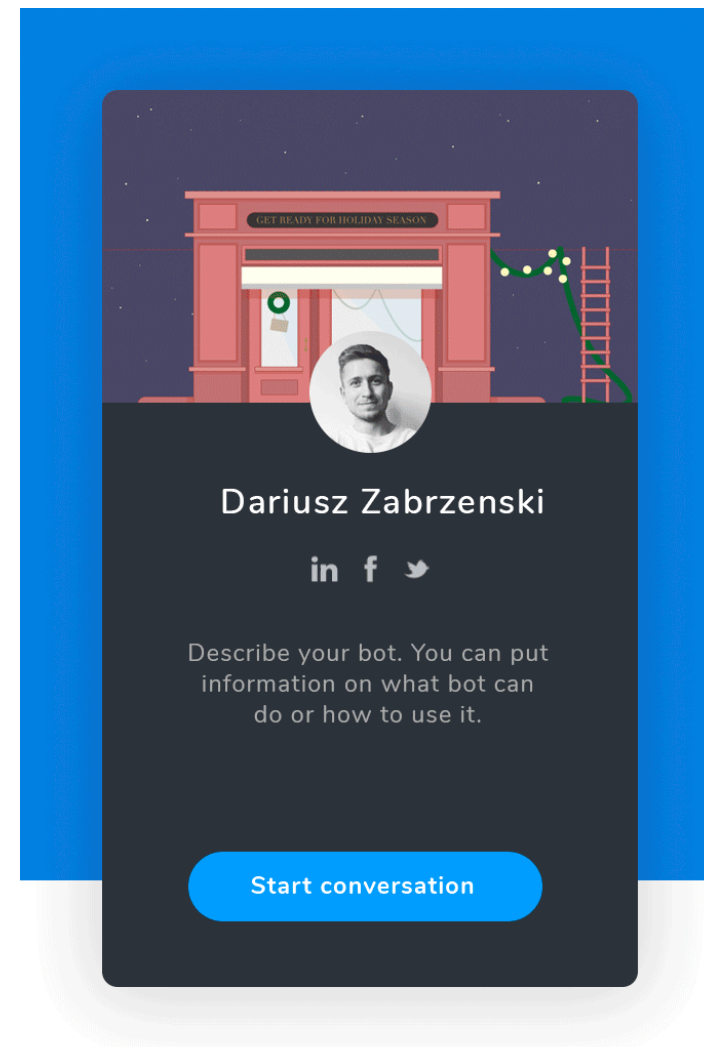 GET READY FOR HOLIDAY SEASON
Dariusz Zabrzenski
in f
Describe your bot. You can put
information on what bot can
do or how to use it.
Start conversation